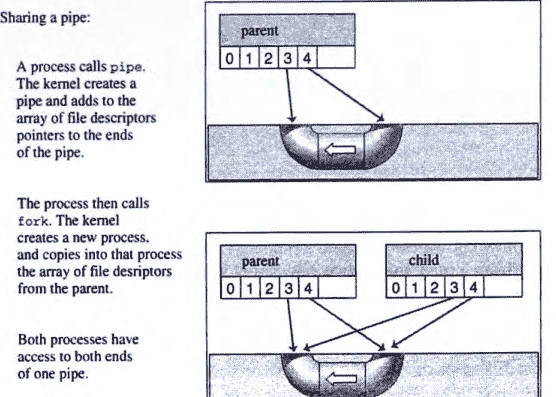 Sharing a pipe:
A process calls pipe.
The kernel creates a
pipe and adds to the
array of file descriptors
pointers to the ends
of the pipe.
parent
0 1 2 3 4
The process then calls
fork. The kernel
creates a new process,
and copies into that process
the array of file desriptors
from the parent.
Both processes have
access to both ends
of one pipe.
parent
0 1 2 3 4
child
0 1 2 3 4